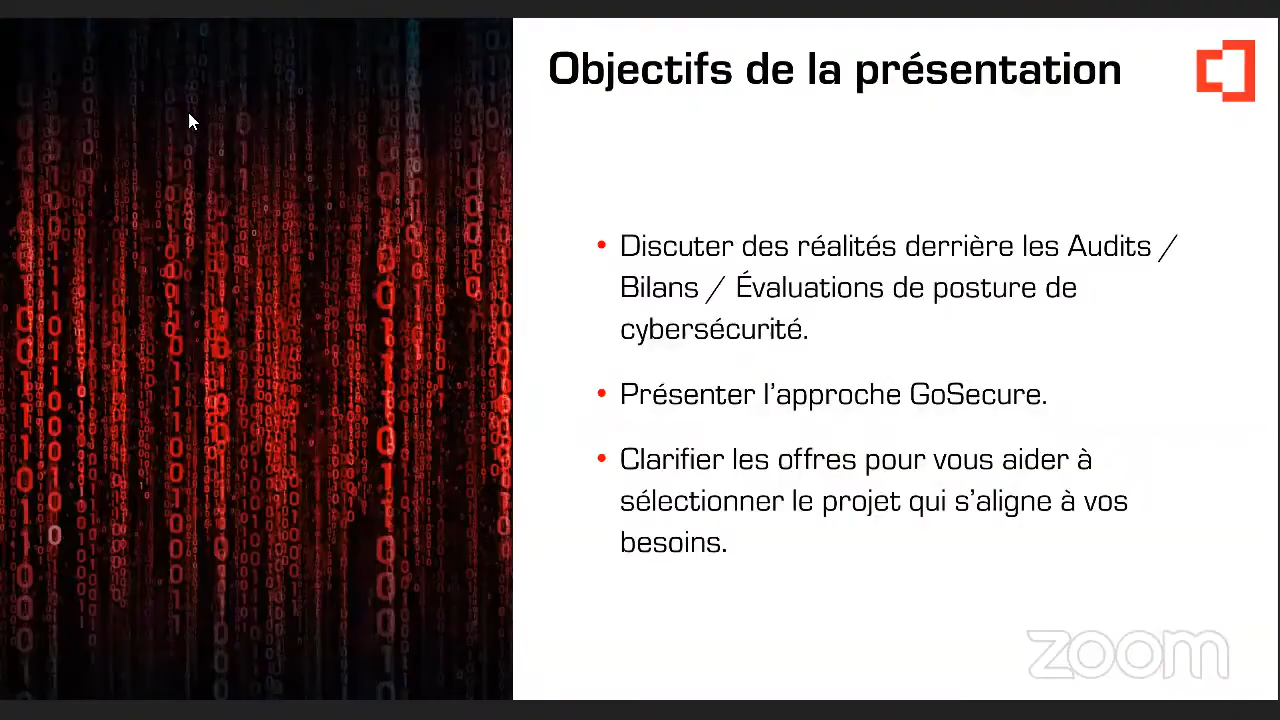 Objectifs de la présentation
• Discuter des réalités derrière les Audits /
Bilans / Évaluations de posture de
cybersécurité.
• Présenter l'approche GoSecure.
• Clarifier les offres pour vous aider à
sélectionner le projet qui s'aligne à vos
besoins.
zoom